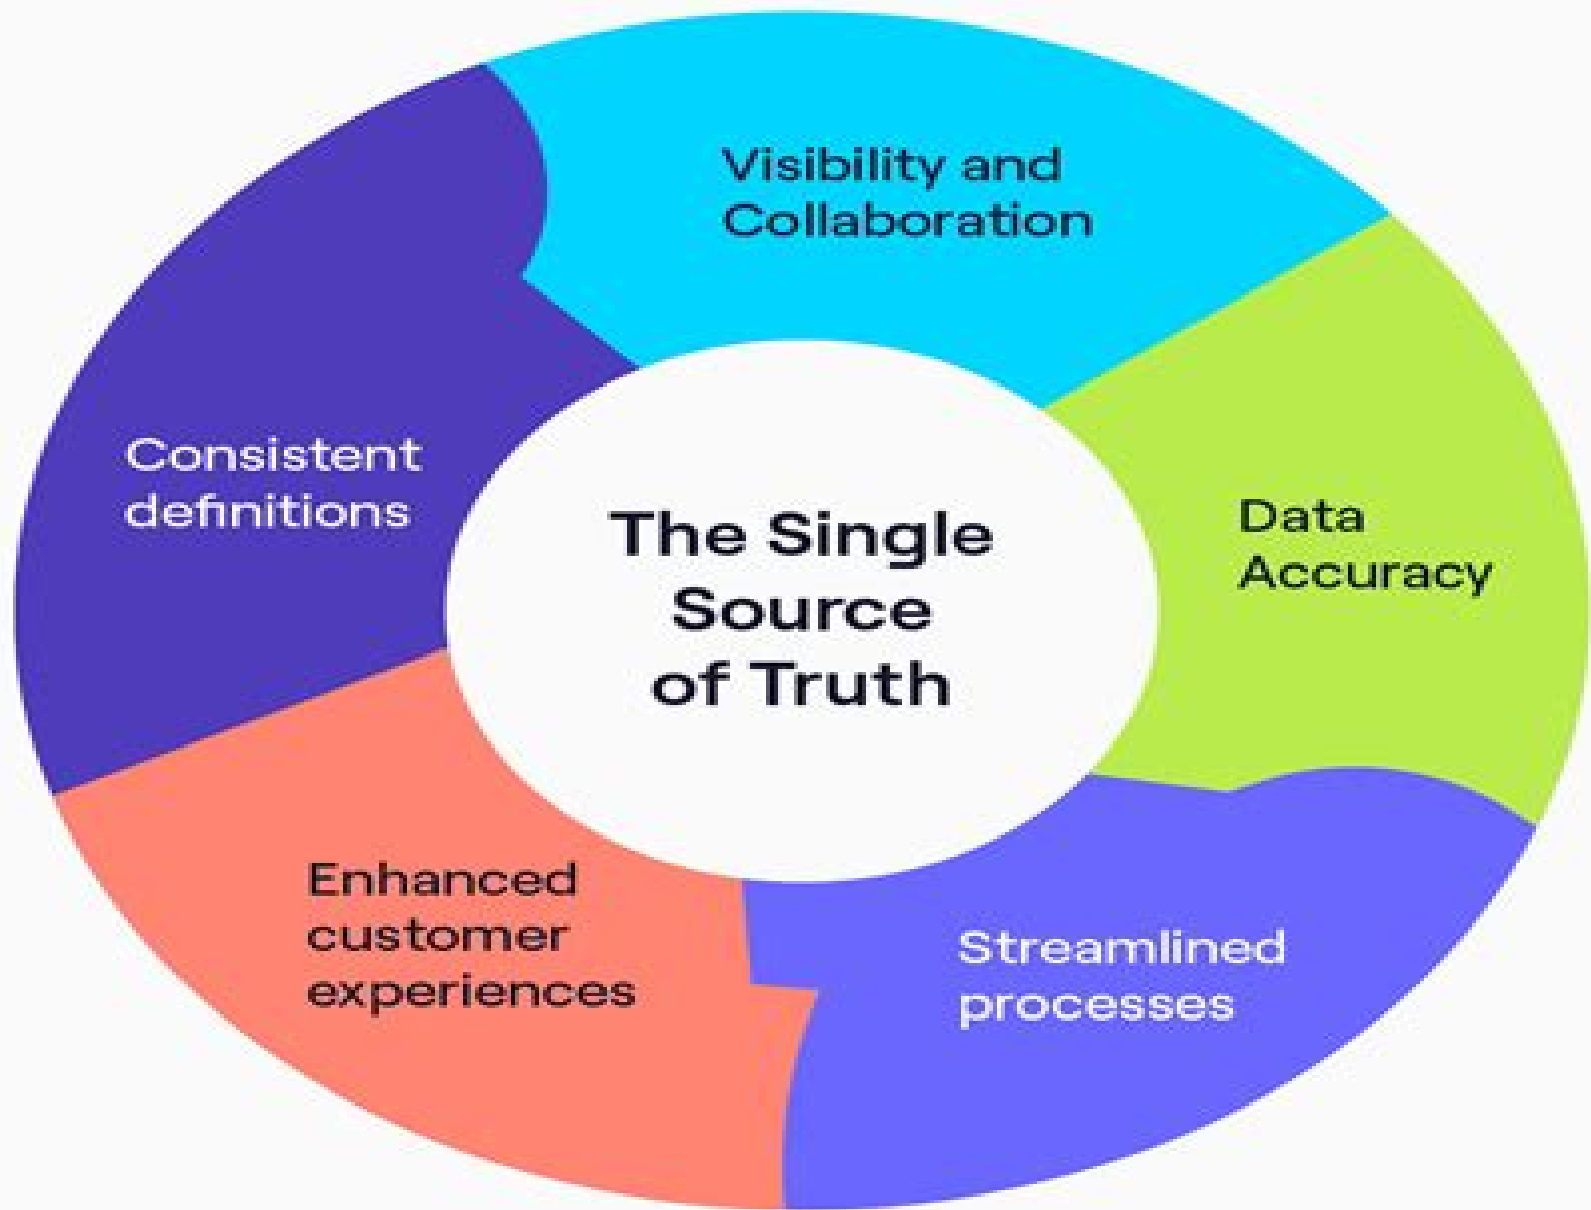 Visibility and
Collaboration
Consistent
definitions
Data
Accuracy
The Single
Source
of Truth
Enhanced
customer
experiences
Streamlined
processes